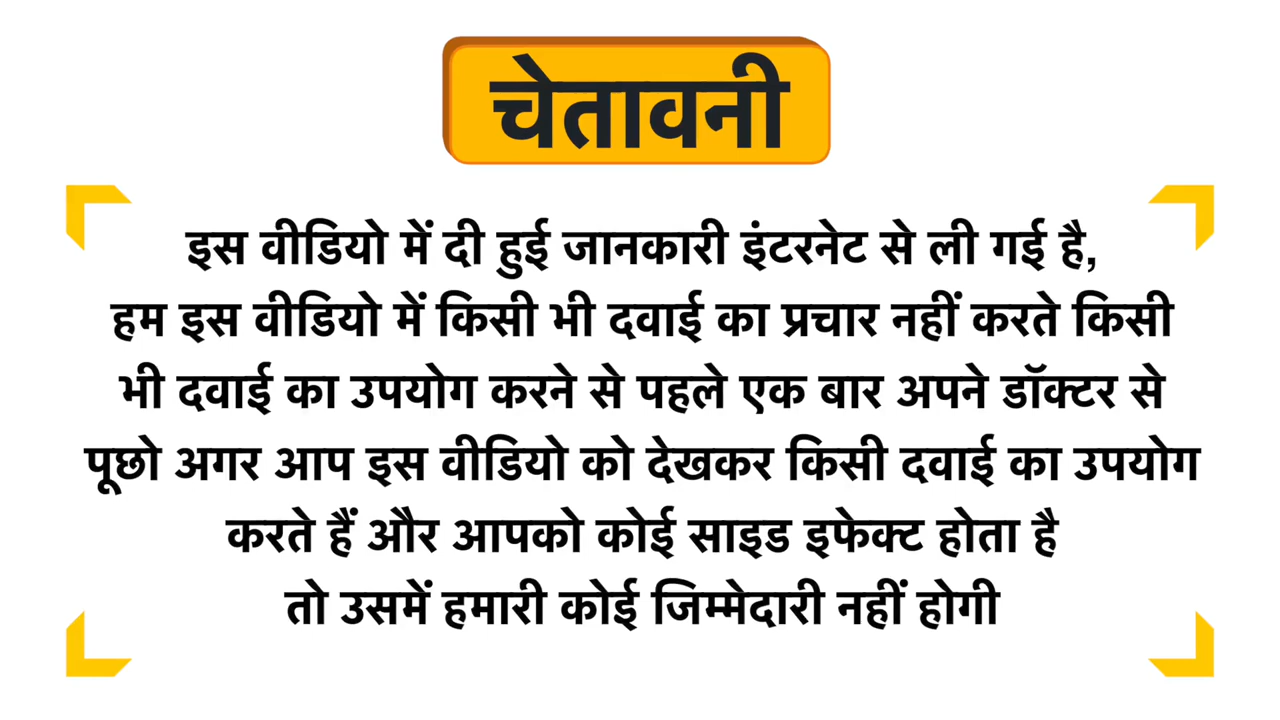 चेतावनी
इस वीडियो में दी हुई जानकारी इंटरनेट से ली गई है,
हम इस वीडियो में किसी भी दवाई का प्रचार नहीं करते किसी
भी दवाई का उपयोग करने से पहले एक बार अपने डॉक्टर से
पूछो अगर आप इस वीडियो को देखकर किसी दवाई का उपयोग
करते हैं और आपको कोई साइड इफेक्ट होता है
तो उसमें हमारी कोई जिम्मेदारी नहीं होगी